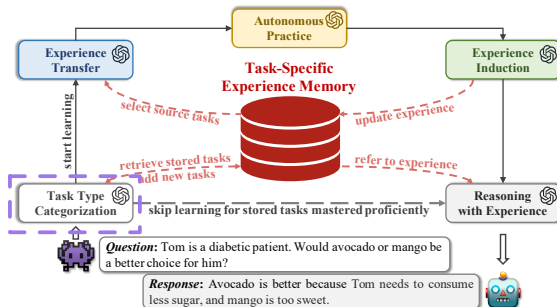 Autonomous
Practice
Experience
Transfer
Experience
Induction
Task-Specific
Experience Memory
select source tasks
update experience
start learning
retrieve stored tasks
add new tasks
refer to experience
Task Type
Categorization
skip learning for stored tasks mastered proficiently
Reasoning
with Experience
Question: Tom is a diabetic patient. Would avocado or mango be
a better choice for him?
Response: Avocado is better because Tom needs to consume
less sugar, and mango is too sweet.